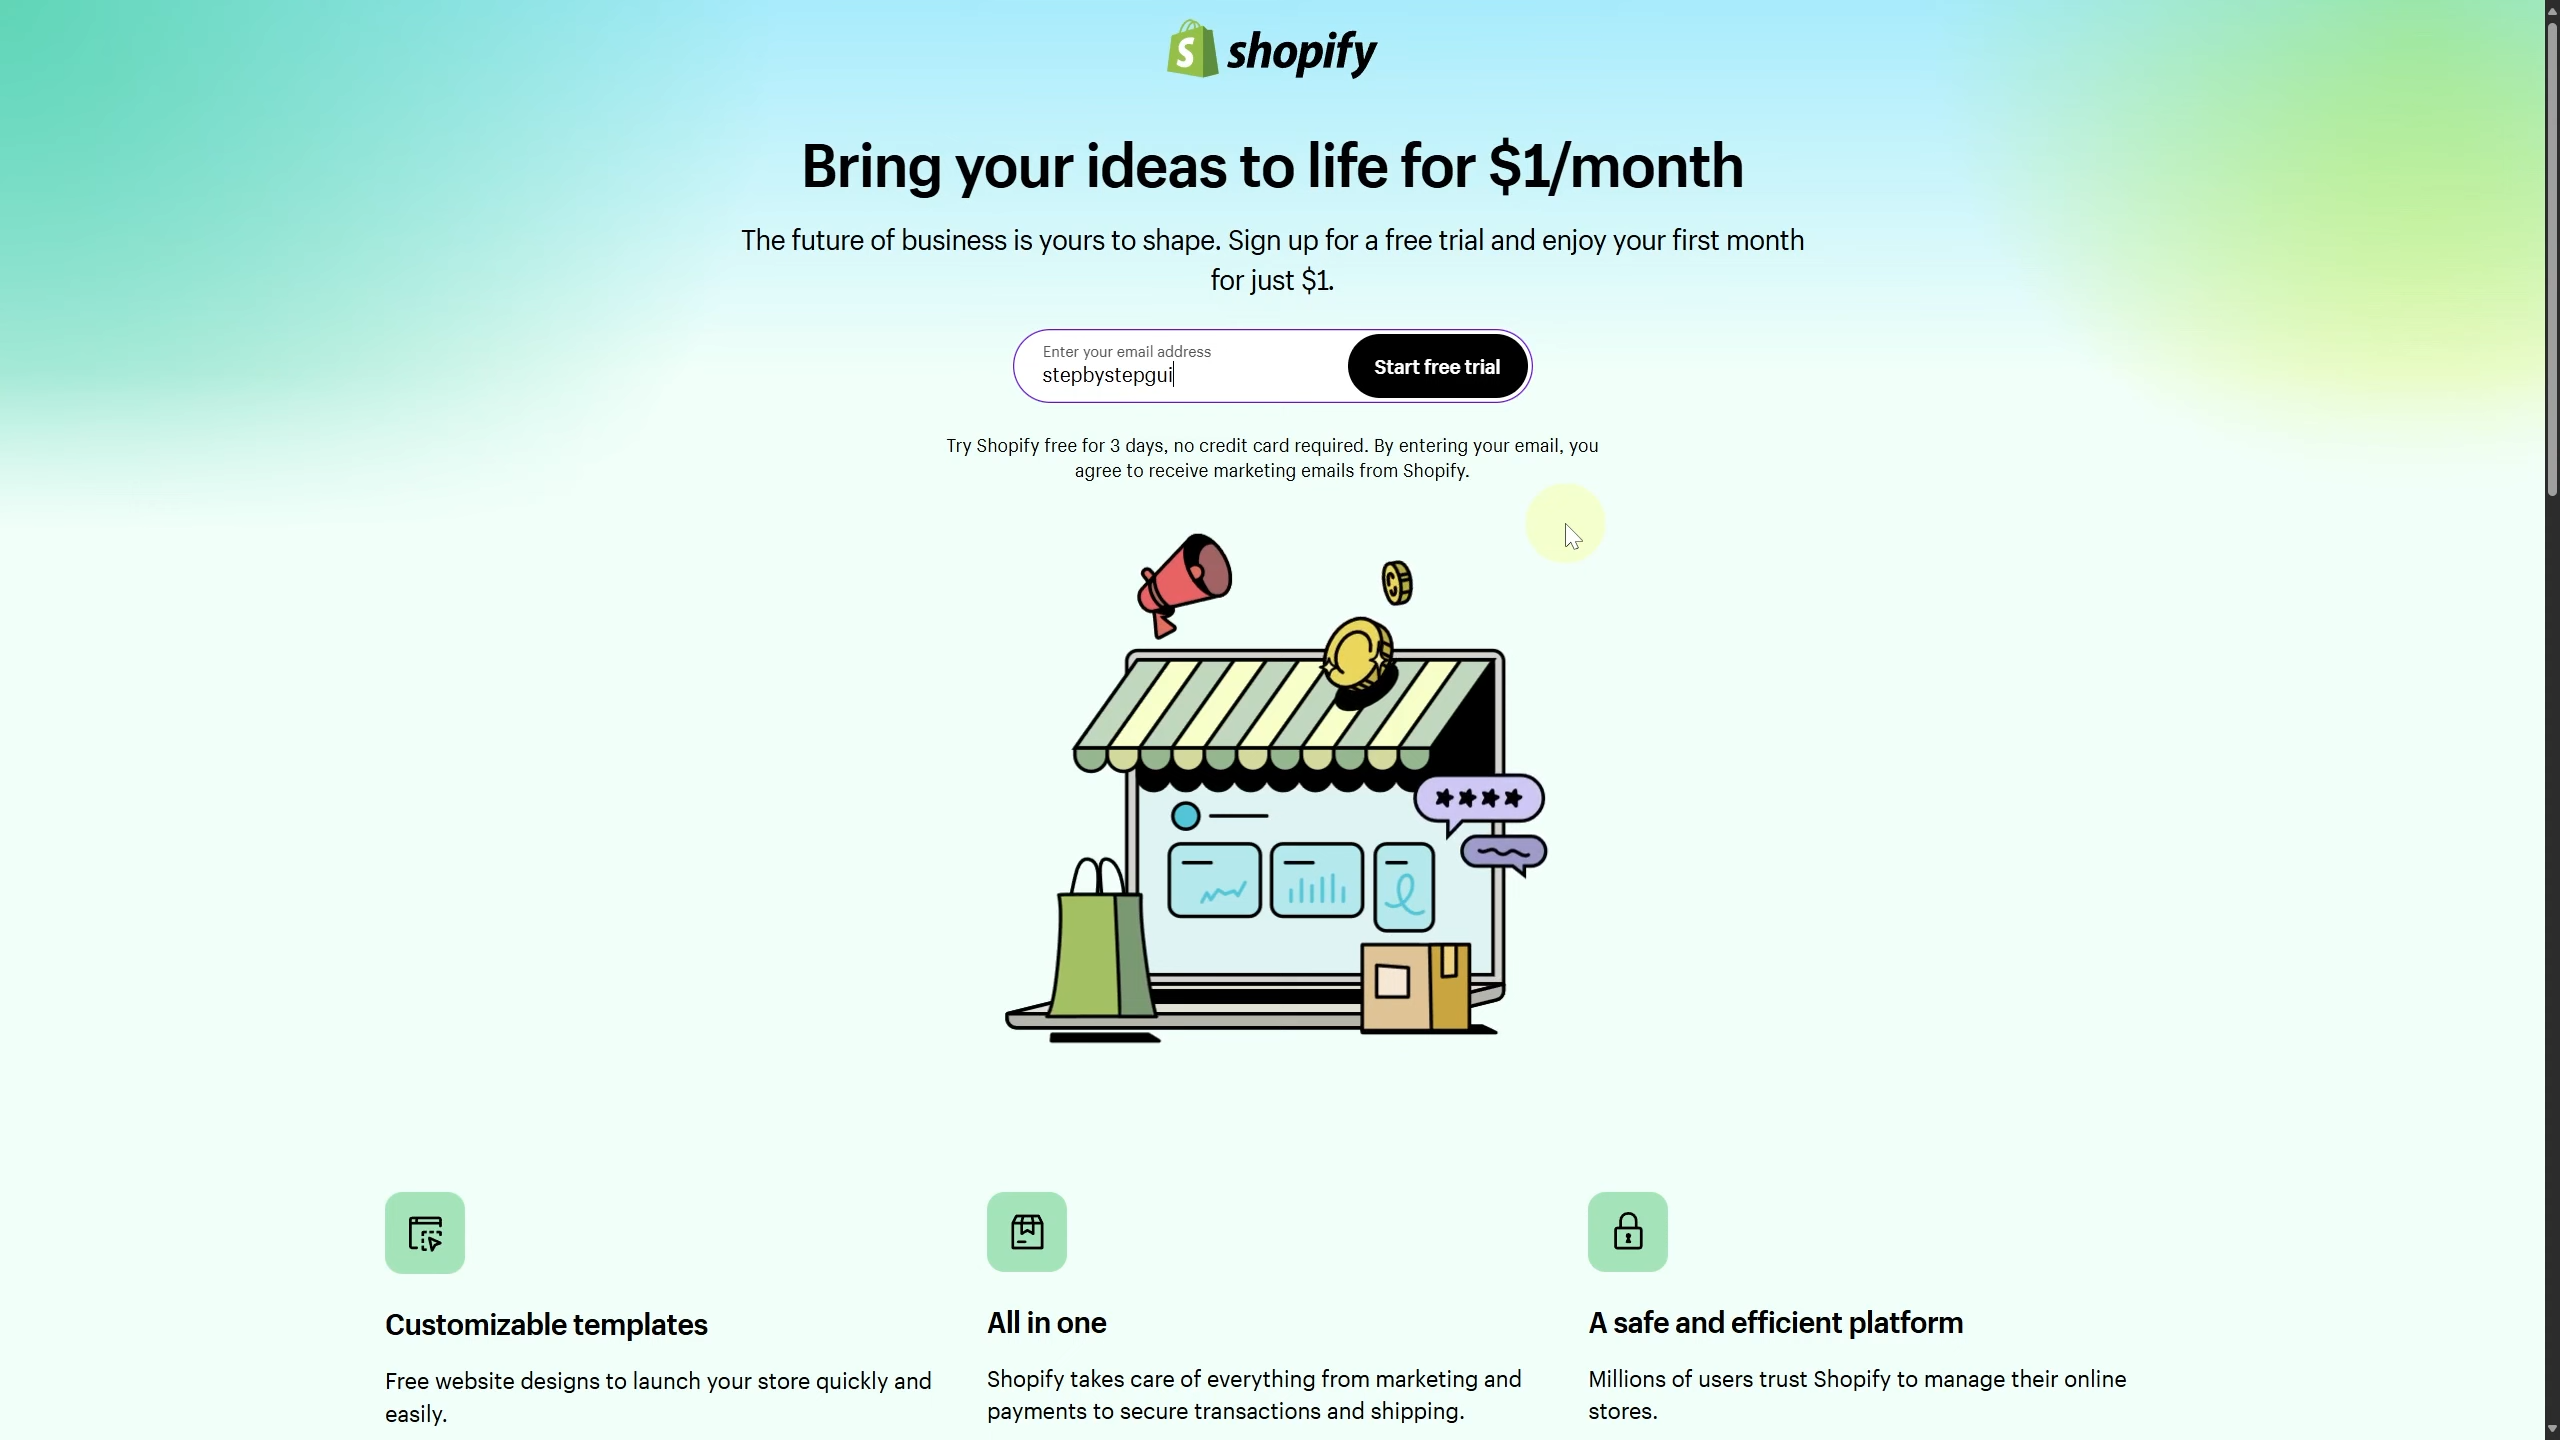 shopify
Bring your ideas to life for $1/month
The future of business is yours to shape. Sign up for a free trial and enjoy your first month
for just $1.
Enter your email address
stepbystepgui
Start free trial
Try Shopify free for 3 days, no credit card required. By entering your email, you
agree to receive marketing emails from Shopify.
Customizable templates
Free website designs to launch your store quickly and
easily.
All in one
Shopify takes care of everything from marketing and
payments to secure transactions and shipping.
A safe and efficient platform
Millions of users trust Shopify to manage their online
stores.